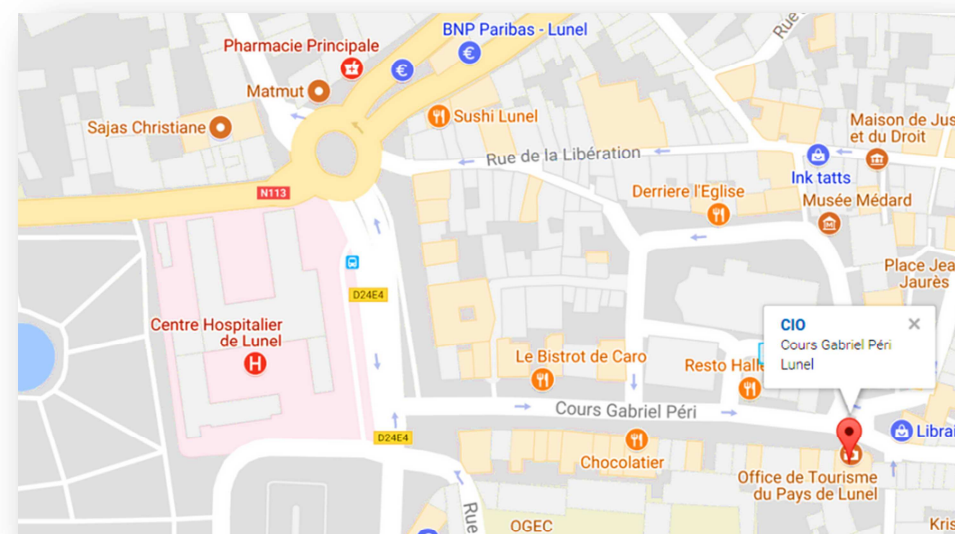 BNP Paribas - Lunel
Rue
Pharmacie Principale
Matmut
Sushi Lunel
Sajas Christiane
Maison de Jus
et du Droit
Rue de la Libération
Ink tatts
N113
Derriere l'Eglise
Musée Médard
Place Jea
Jaurès
D24E4
Centre Hospitalier
de Lunel
H
CIO
Cours Gabriel Péri
Lunel
Le Bistrot de Caro
Resto Halle
Cours Gabriel Péri
D24E4
Chocolatier
Librai
Office de Tourisme
du Pays de Lunel
Rue
OGEC
Kris